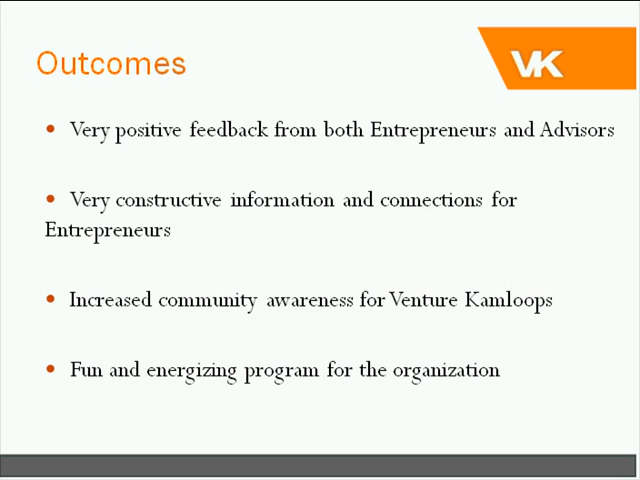 Outcomes
VK
• Very positive feedback from both Entrepreneurs and Advisors
• Very constructive information and connections for
Entrepreneurs
• Increased community awareness for Venture Kamloops
• Fun and energizing program for the organization